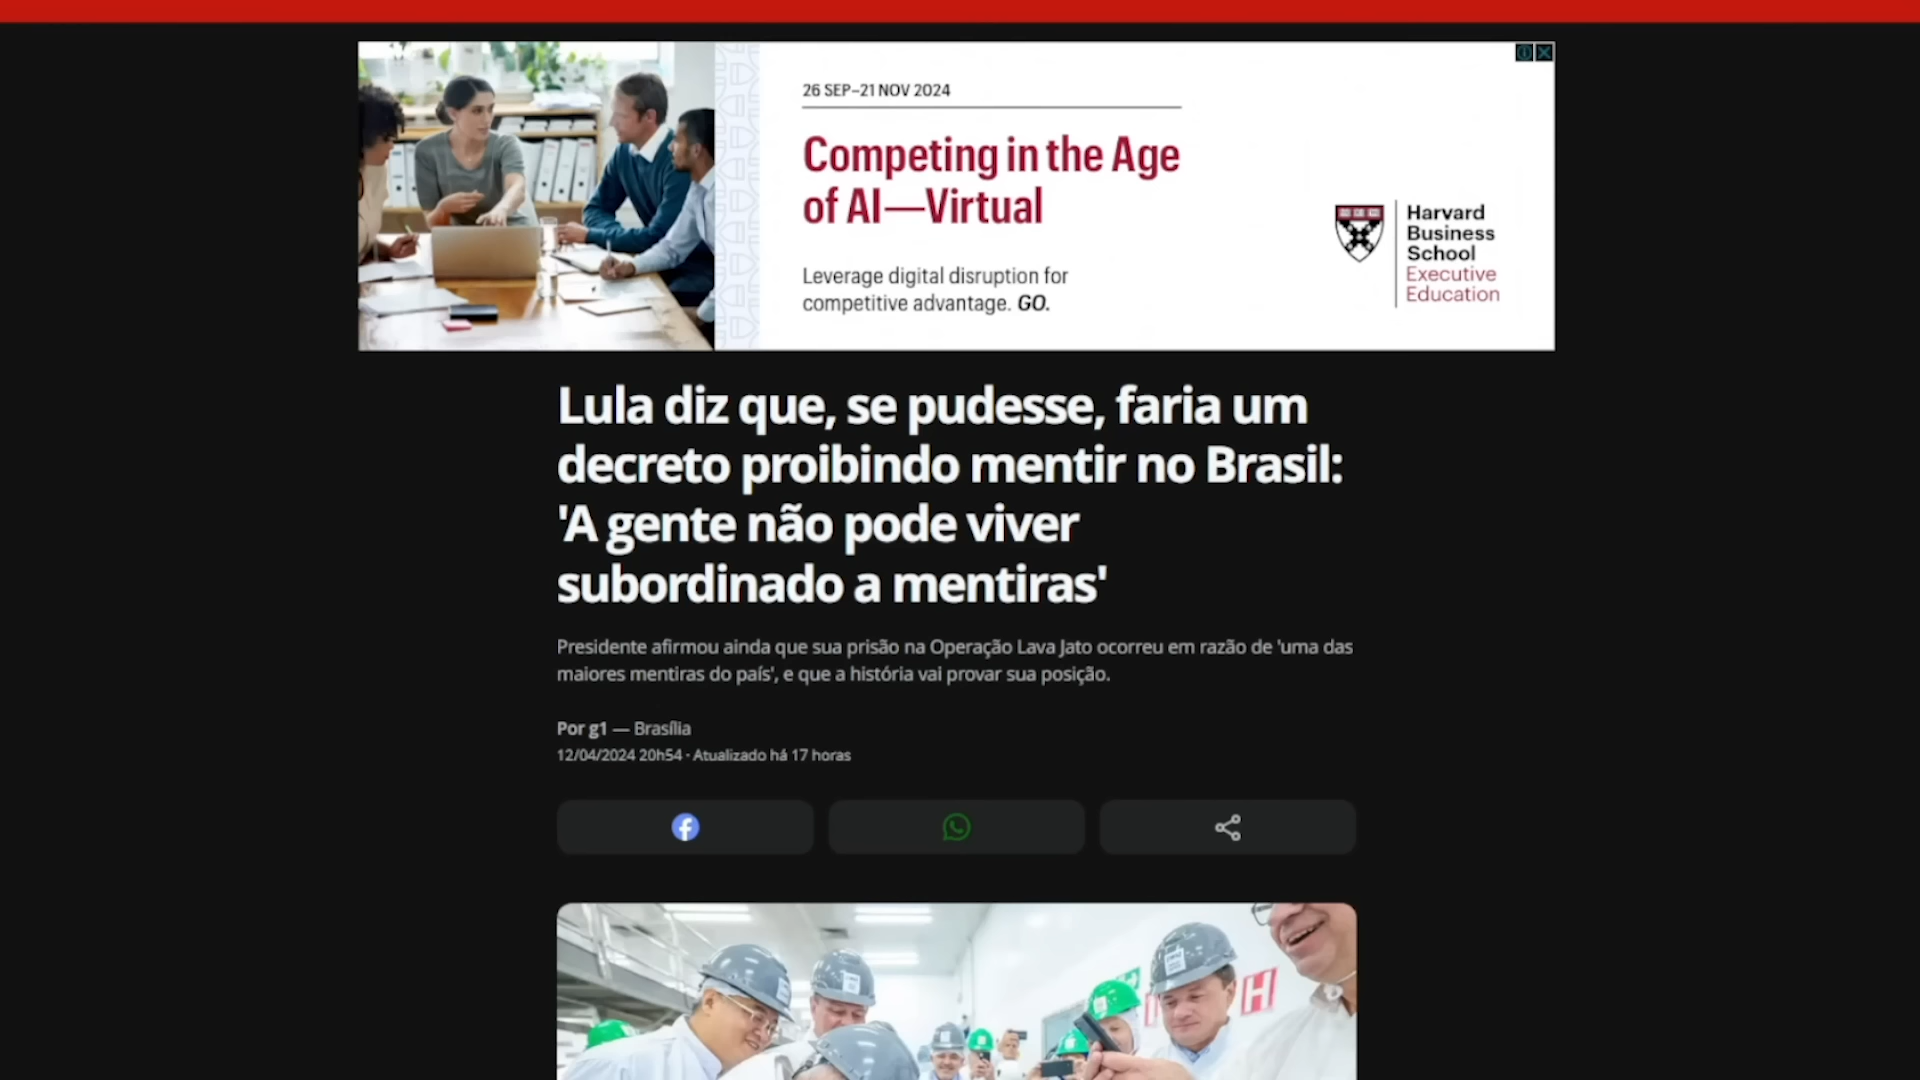 26 SEP–21 NOV 2024
Competing in the Age
of AI—Virtual
Leverage digital disruption for
competitive advantage. GO.
Harvard
Business
School
Executive
Education
Lula diz que, se pudesse, faria um
decreto proibindo mentir no Brasil:
'A gente não pode viver
subordinado a mentiras'
Presidente afirmou ainda que sua prisão na Operação Lava Jato ocorreu em razão de 'uma das
maiores mentiras do país', e que a história vai provar sua posição.
Por g1 — Brasília
12/04/2024 20h54 · Atualizado há 17 horas
H